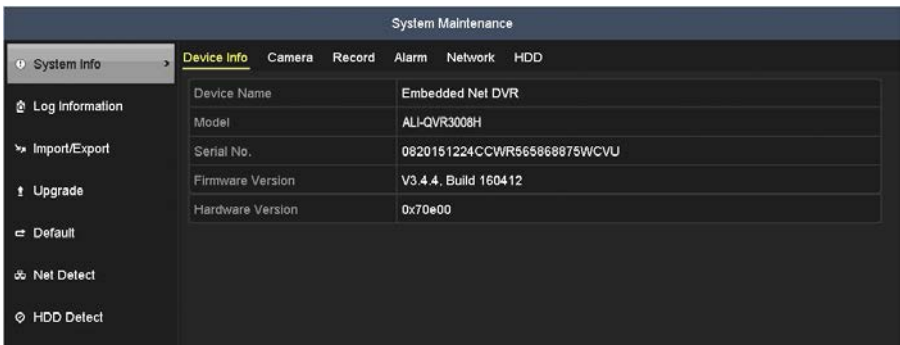 System Maintenance
System Info >
Device Info Camera Record Alarm Network HDD
Device Name Embedded Net DVR
Log Information
Model ALI-QVR3008H
Import/Export
Serial No. 0820151224CCWR565868875WCVU
Upgrade
Firmware Version V3.4.4, Build 160412
Hardware Version 0x70e00
Default
Net Detect
HDD Detect